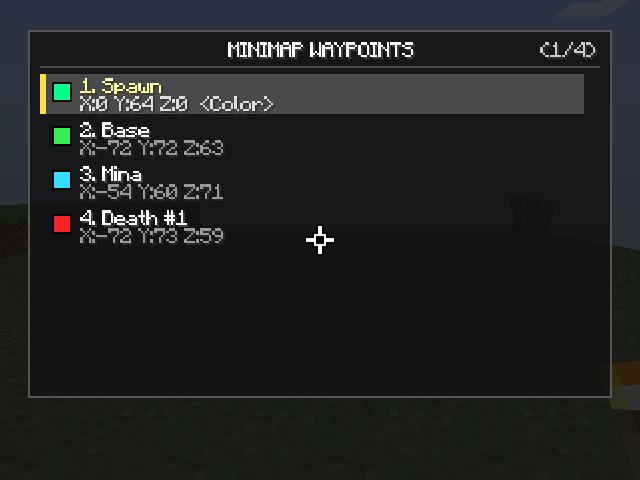 MINIMAP WAYPOINTS (1/4)
1. Spawn
X:0 Y:64 Z:0 <Color>
2. Base
X:-72 Y:72 Z:63
3. Mina
X:-54 Y:60 Z:71
4. Death #1
X:-72 Y:73 Z:59